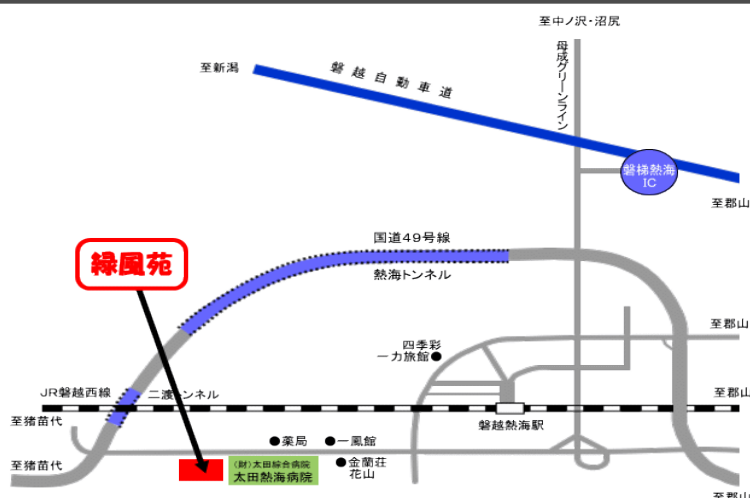 至中ノ沢・沼尻
母成グリーンライン
至新潟
磐越自動車道
磐梯熱海
IC
至郡山
国道49号線
緑風苑
熱海トンネル
至郡山
四季彩
一力旅館
JR磐越西線
二渡トンネル
至郡山
至猪苗代
磐越熱海駅
薬局
一鳳館
至猪苗代
(財)太田綜合病院
太田熱海病院
金蘭荘
花山
至郡山